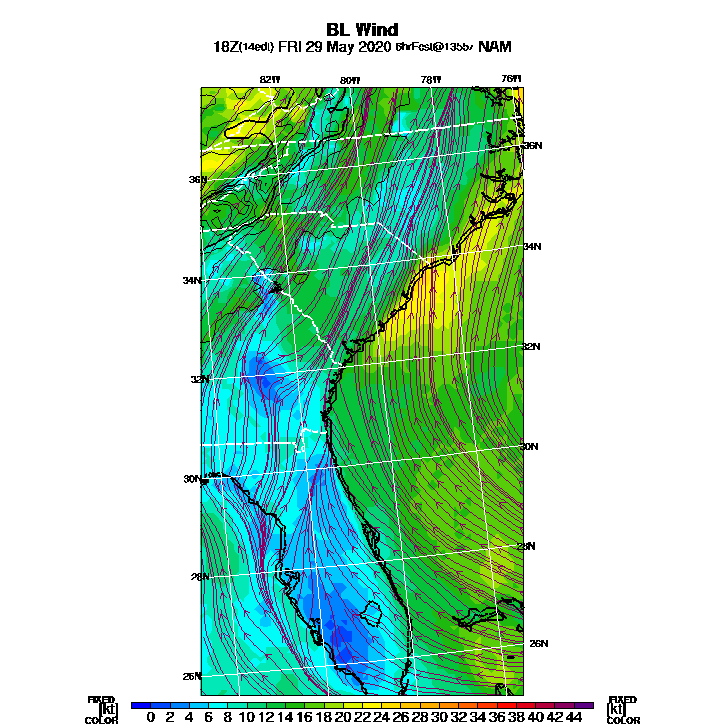 BL Wind
18Z(14edt) FRI 29 May 2020 6hrFcst@1355z NAM
82W 80W 78W 76W
36N
36N
34N
34N
32N
32N
30N
30N
28N
28N
26N
26N
FIXED
[kt]
COLOR
0 2 4 6 8 10 12 14 16 18 20 22 24 26 28 30 32 34 36 38 40 42 44
FIXED
[kt]
COLOR